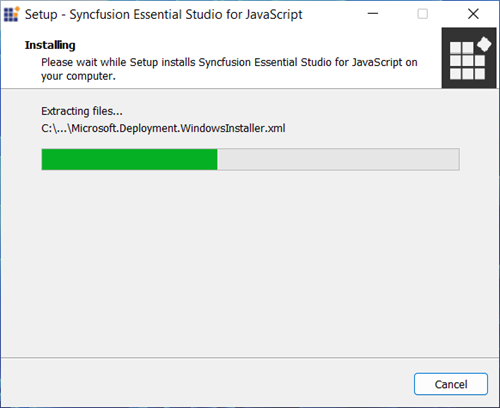 Setup - Syncfusion Essential Studio for JavaScript
Installing
Please wait while Setup installs Syncfusion Essential Studio for JavaScript on
your computer.
Extracting files...
C:\...\Microsoft.Deployment.WindowsInstaller.xml
Cancel